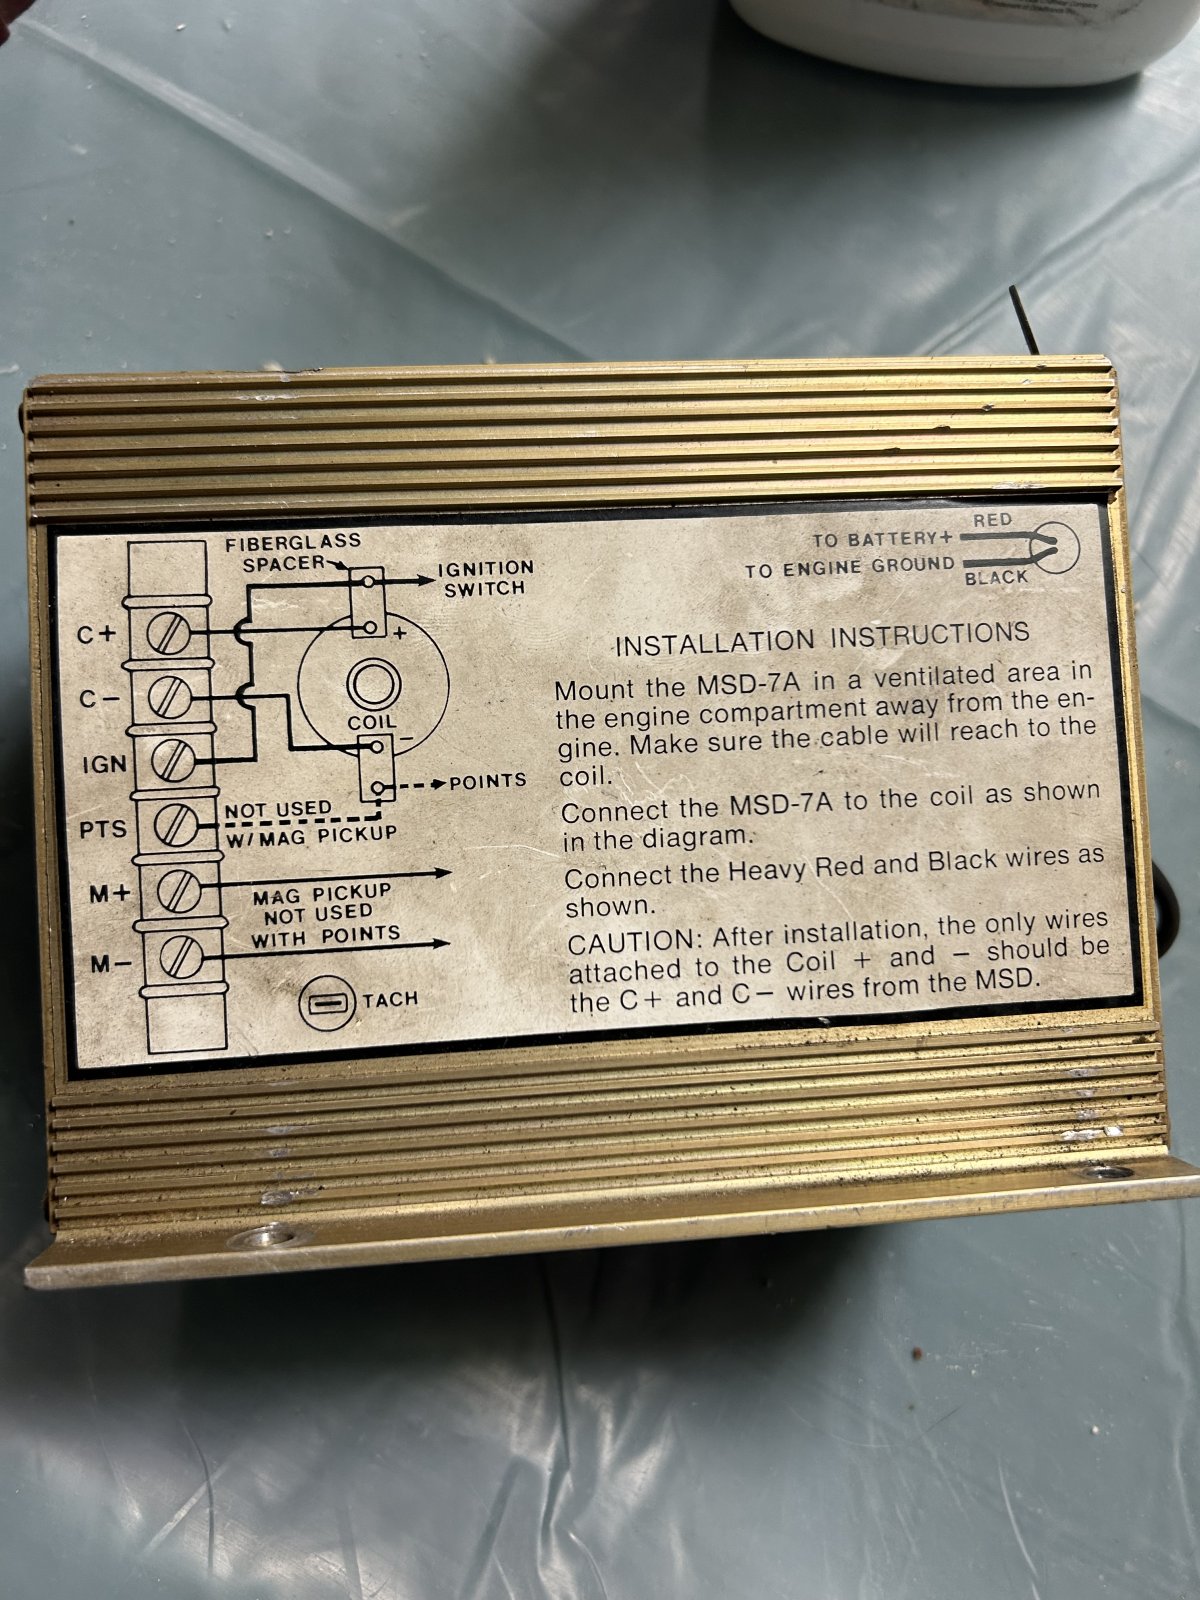 FIBERGLASS
SPACER
IGNITION
SWITCH
C+
+
C-
COIL
-
IGN
POINTS
PTS
NOT USED
W/MAG PICKUP
M+
MAG PICKUP
NOT USED
WITH POINTS
M-
TACH
RED
TO BATTERY+
TO ENGINE GROUND
BLACK
INSTALLATION INSTRUCTIONS
Mount the MSD-7A in a ventilated area in
the engine compartment away from the en-
gine. Make sure the cable will reach to the
coil.
Connect the MSD-7A to the coil as shown
in the diagram.
Connect the Heavy Red and Black wires as
shown.
CAUTION: After installation, the only wires
attached to the Coil + and - should be
the C+ and C- wires from the MSD.